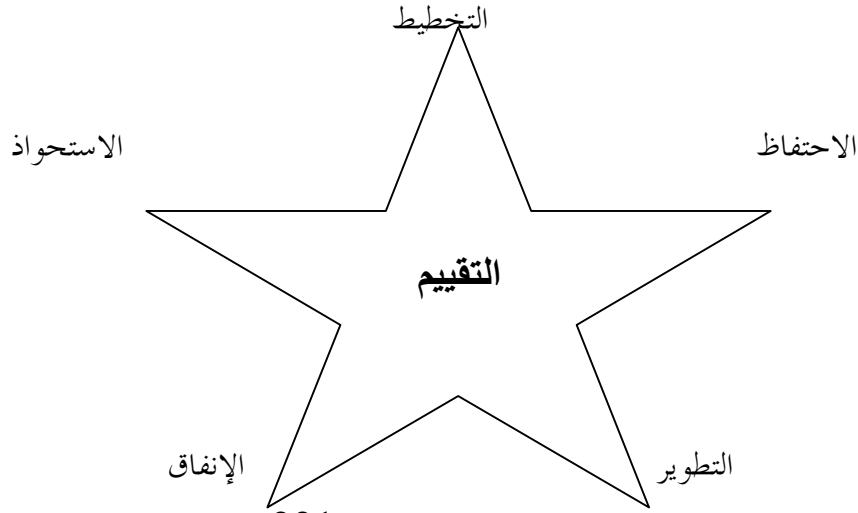 التخطيط
الاحتفاظ
الاستحواذ
التقييم
التطوير
الإنفاق